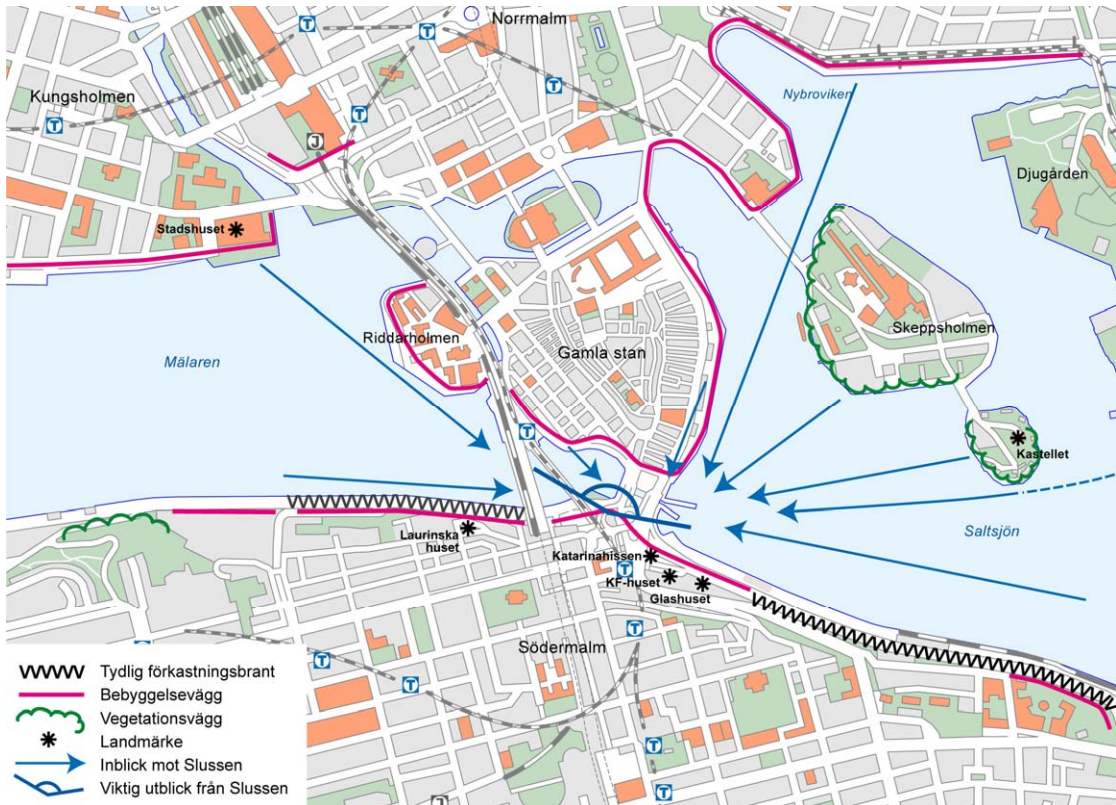 Norrmalm
T
T
Kungsholmen
T
T
T
J
Nybroviken
Djugården
Stadshuset
Skeppsholmen
Riddarholmen
Gamla stan
Mälaren
T
Kastellet
Saltsjön
Laurinska
huset
Katarinahissen
T
KF-huset
Glashuset
Södermalm
T
T
T
T
T
T
J
Tydlig förkastningsbrant
Bebyggelsevägg
Vegetationsvägg
Landmärke
Inblick mot Slussen
Viktig utblick från Slussen